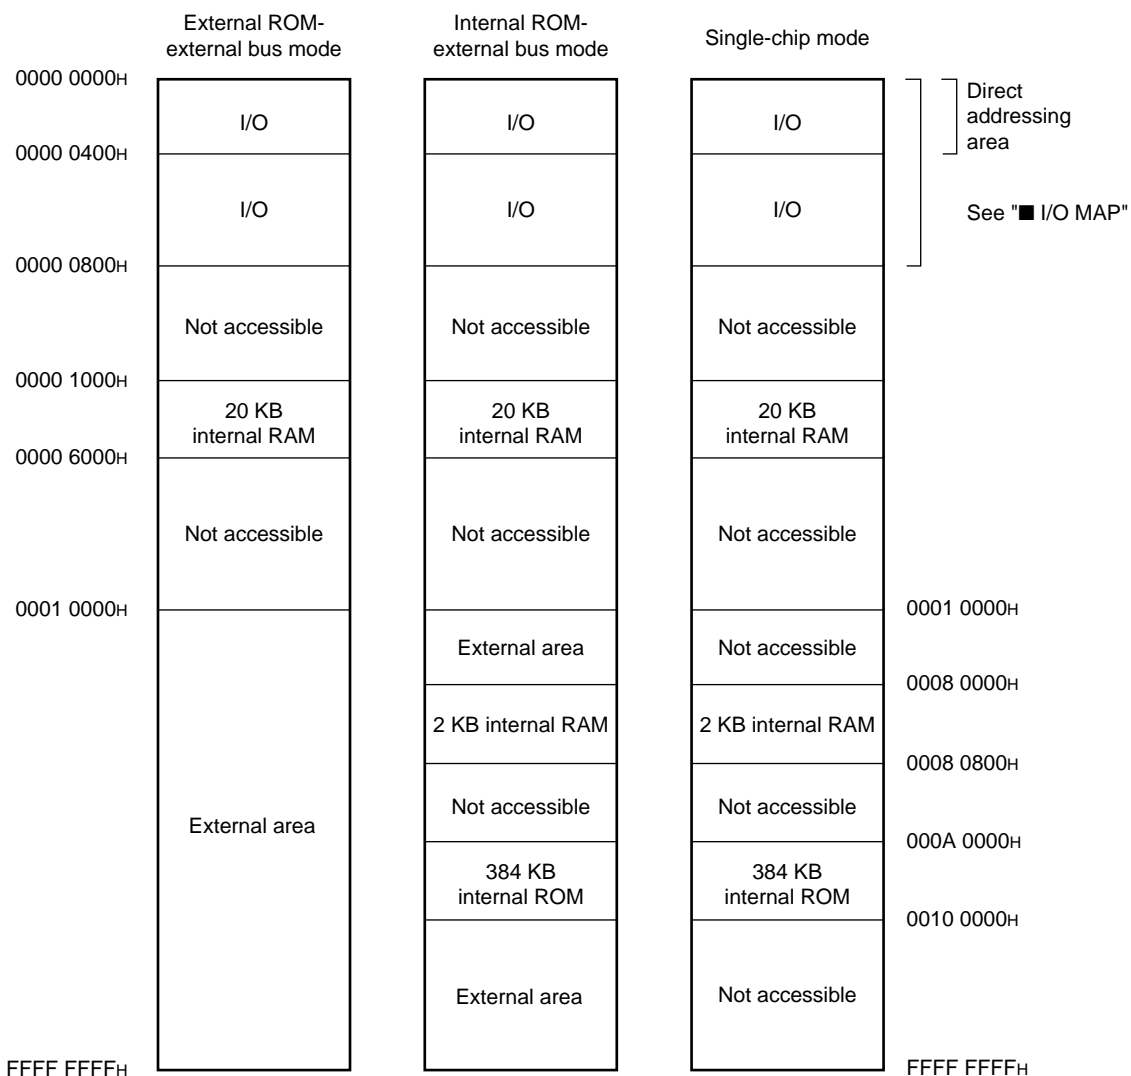 External ROM-
external bus mode
Internal ROM-
external bus mode
Single-chip mode
0000 0000H
I/O
I/O
I/O
Direct
addressing
area
0000 0400H
I/O
I/O
I/O
See "■ I/O MAP"
0000 0800H
Not accessible
Not accessible
Not accessible
0000 1000H
20 KB
internal RAM
20 KB
internal RAM
20 KB
internal RAM
0000 6000H
Not accessible
Not accessible
Not accessible
0001 0000H
0001 0000H
External area
Not accessible
0008 0000H
2 KB internal RAM
2 KB internal RAM
0008 0800H
Not accessible
Not accessible
External area
000A 0000H
384 KB
internal ROM
384 KB
internal ROM
0010 0000H
External area
Not accessible
FFFF FFFFH
FFFF FFFFH